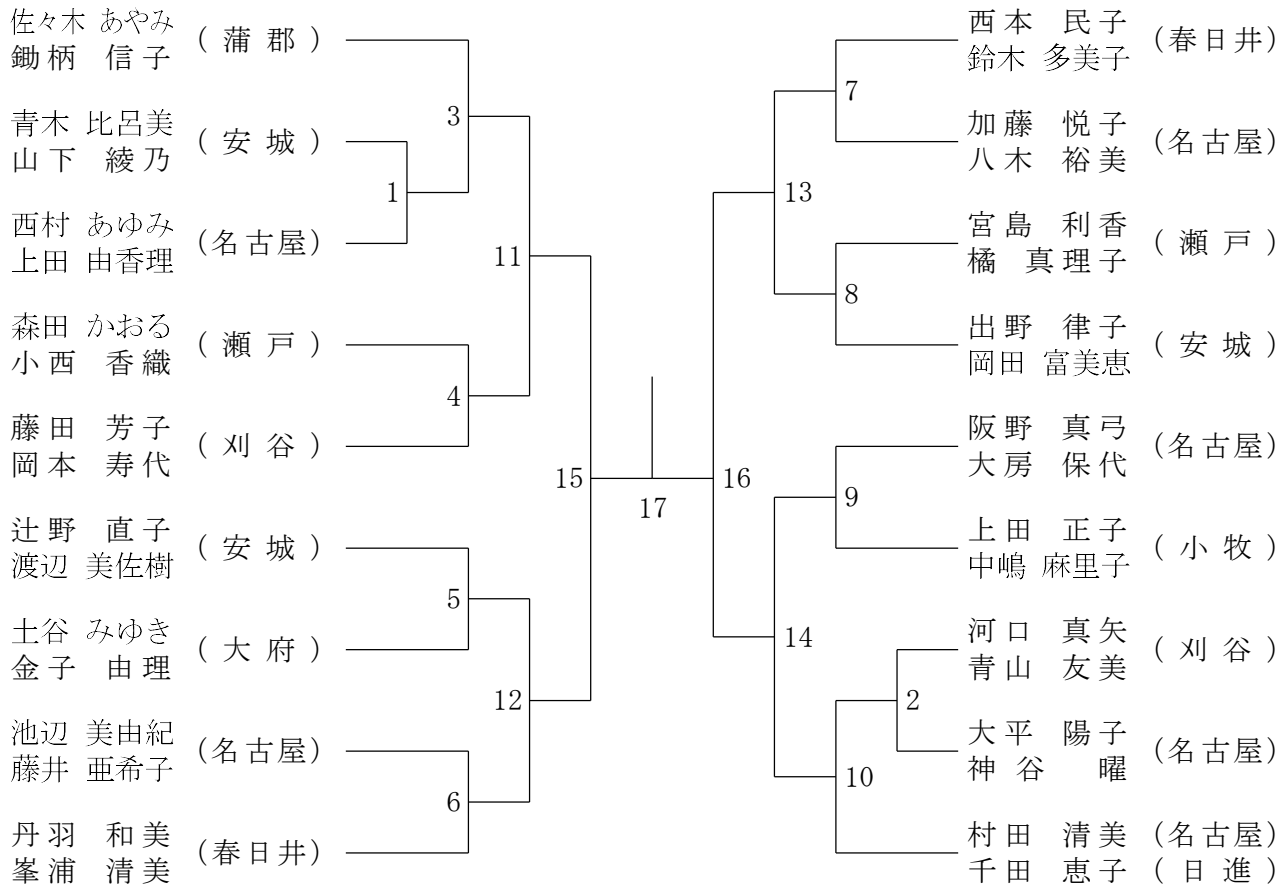 佐々木 あやみ
鋤柄 信子
(蒲郡)
青木 比呂美
山下 綾乃
(安城)
西村 あゆみ
上田 由香理
(名古屋)
森田 かおる
小西 香織
(瀬戸)
藤田 芳子
岡本 寿代
(刈谷)
辻野 直子
渡辺 美佐樹
(安城)
土谷 みゆき
金子 由理
(大府)
池辺 美由紀
藤井 亜希子
(名古屋)
丹羽 和美
峯浦 清美
(春日井)
3
1
11
4
15
5
12
6
17
16
7
13
8
9
14
2
10
西本 民子
鈴木 多美子
(春日井)
加藤 悦子
八木 裕美
(名古屋)
宮島 利香
橘 真理子
(瀬戸)
出野 律子
岡田 富美恵
(安城)
阪野 真弓
大房 保代
(名古屋)
上田 正子
中嶋 麻里子
(小牧)
河口 真矢
青山 友美
(刈谷)
大平 陽子
神谷 曜
(名古屋)
村田 清美 (名古屋)
千田 恵子 (日進)